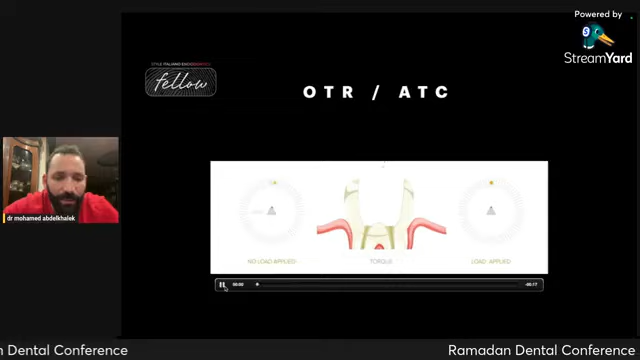 Powered by
StreamYard
STYLE ITALIANO ENDODONTICS
fellow
OTR / ATC
dr mohamed abdelkhalek
NO LOAD APPLIED
TORQUE
LOAD APPLIED
00:00
-00:17
n Dental Conference
Ramadan Dental Conference